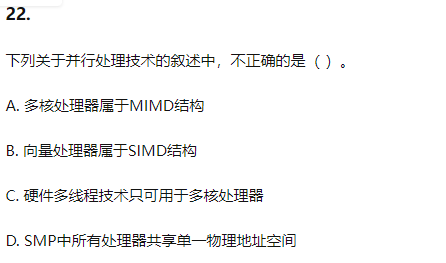 22.
下列关于并行处理技术的叙述中，不正确的是（ ）。
A. 多核处理器属于MIMD结构
B. 向量处理器属于SIMD结构
C. 硬件多线程技术只可用于多核处理器
D. SMP中所有处理器共享单一物理地址空间